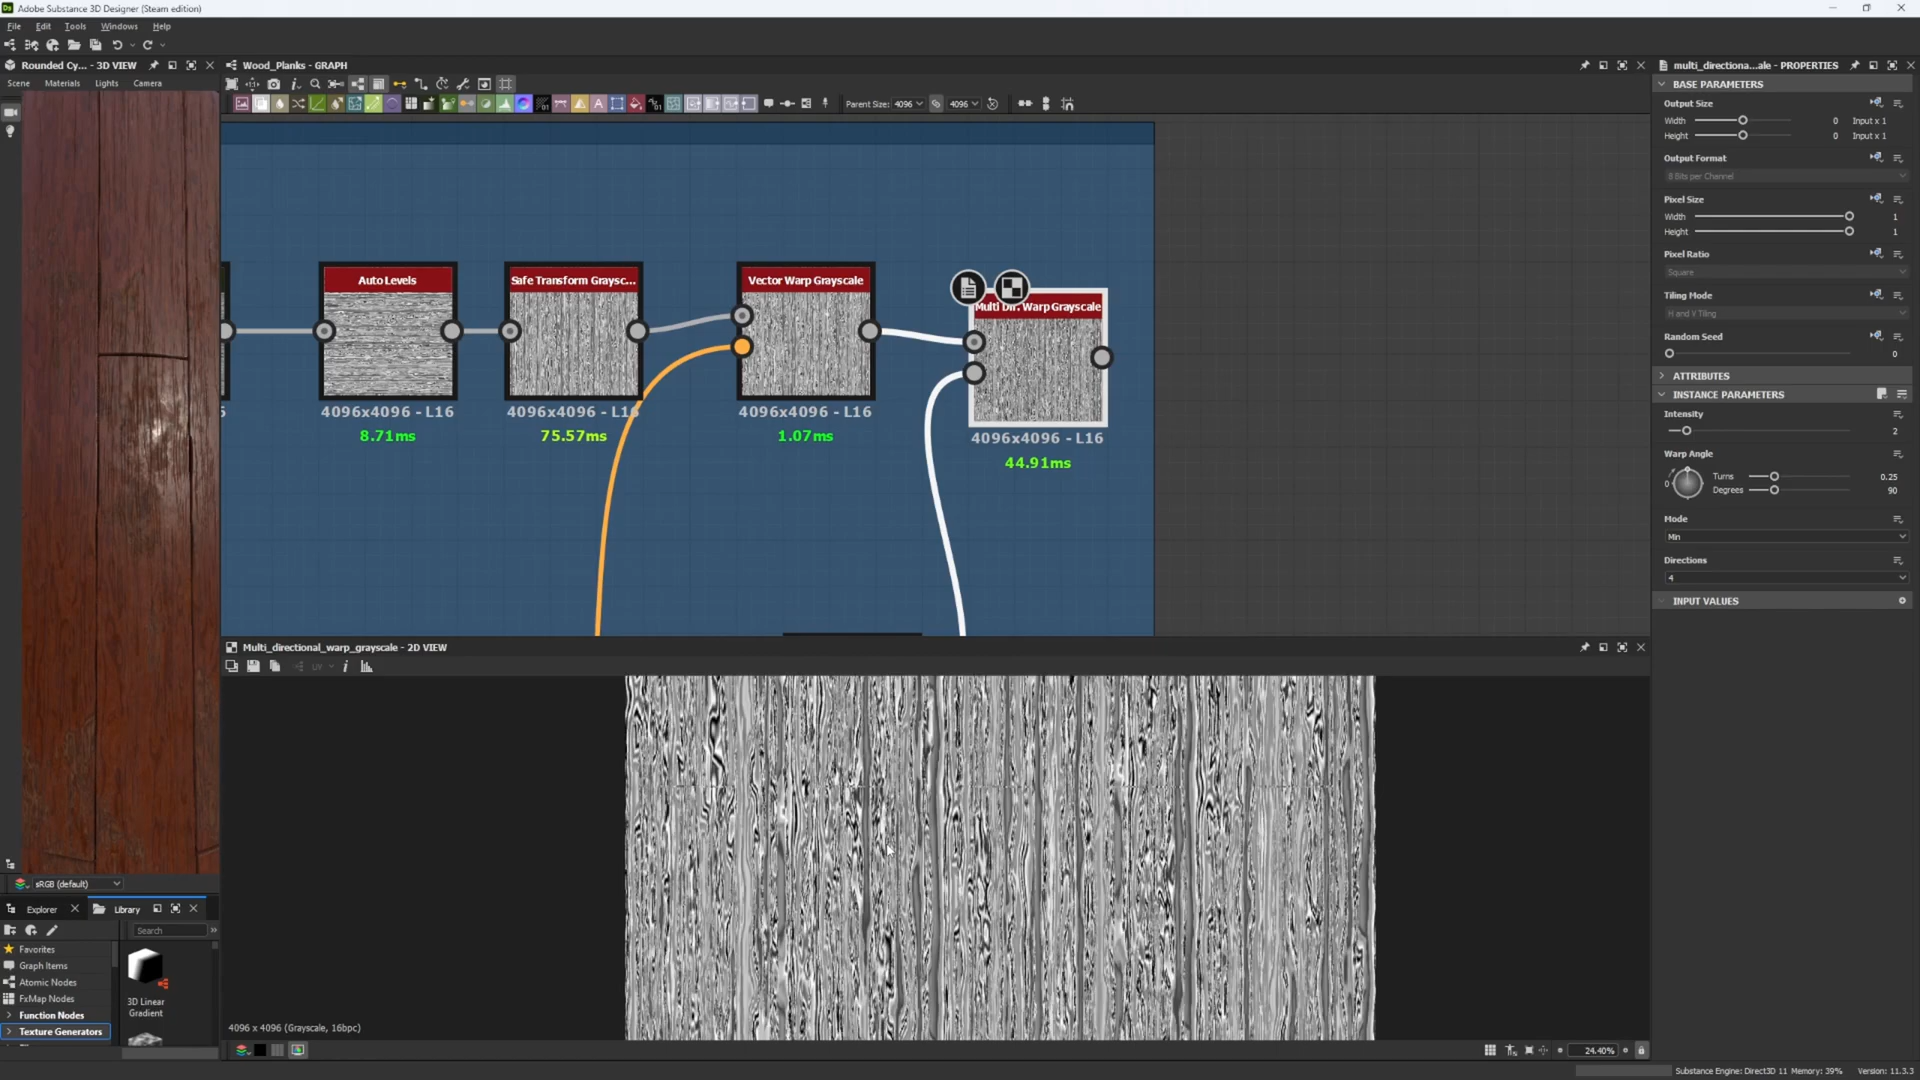 Adobe Substance 3D Designer (Steam edition)
File Edit Tools Windows Help
Rounded Cy... - 3D VIEW
Scene Materials Lights Camera
Wood_Planks - GRAPH
Parent Size: 4096 4096
Auto Levels
4096x4096 - L16
8.71ms
Safe Transform Graysc...
4096x4096 - L16
75.57ms
Vector Warp Grayscale
4096x4096 - L16
1.07ms
Multi Dir. Warp Grayscale
4096x4096 - L16
44.91ms
Multi_directional_warp_grayscale - 2D VIEW
UV
4096 x 4096 (Grayscale, 16bpc)
24.40%
sRGB (default)
Explorer Library
Search
Favorites
Graph Items
Atomic Nodes
FxMap Nodes
Function Nodes
Texture Generators
3D Linear
Gradient
multi_directiona...ale - PROPERTIES
BASE PARAMETERS
Output Size
Width 0 Input x 1
Height 0 Input x 1
Output Format
8 Bits per Channel
Pixel Size
Width 1
Height 1
Pixel Ratio
Square
Tiling Mode
H and V Tiling
Random Seed
0
ATTRIBUTES
INSTANCE PARAMETERS
Intensity
2
Warp Angle
0 Turns 0.25
Degrees 90
Mode
Min
Directions
4
INPUT VALUES
Substance Engine: Direct3D 11 Memory: 39% Version: 11.3.3